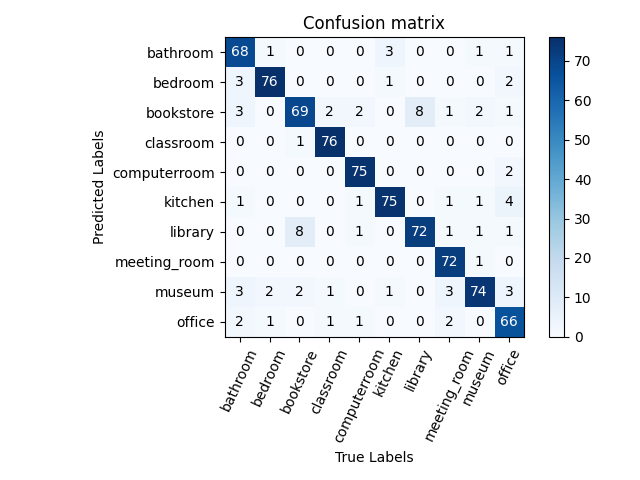 Confusion matrix
Predicted Labels
bathroom 68 1 0 0 0 3 0 0 1 1
bedroom 3 76 0 0 0 1 0 0 0 2
bookstore 3 0 69 2 2 0 8 1 2 1
classroom 0 0 1 76 0 0 0 0 0 0
computerroom 0 0 0 0 75 0 0 0 0 2
kitchen 1 0 0 0 1 75 0 1 1 4
library 0 0 8 0 1 0 72 1 1 1
meeting_room 0 0 0 0 0 0 0 72 1 0
museum 3 2 2 1 0 1 0 3 74 3
office 2 1 0 1 1 0 0 2 0 66
bathroom bedroom bookstore classroom computerroom kitchen library meeting_room museum office
True Labels
70
60
50
40
30
20
10
0